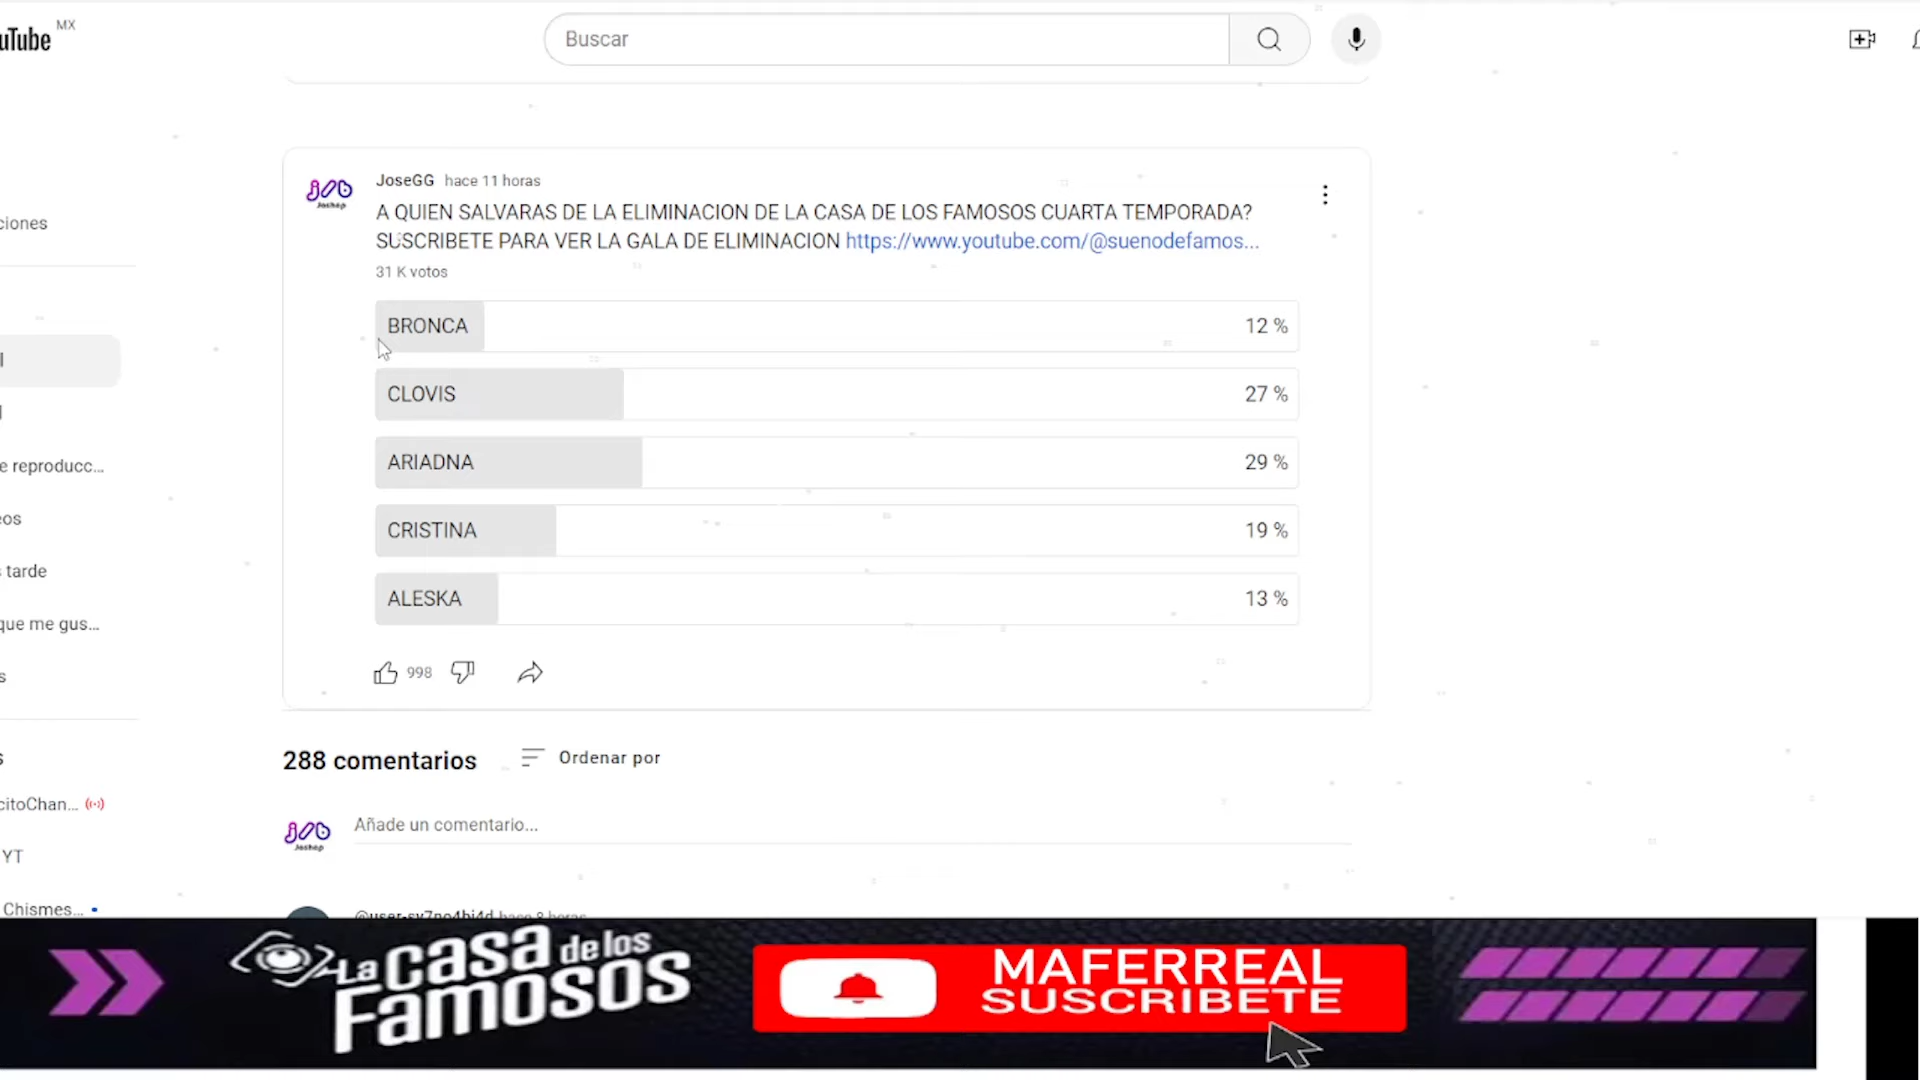 uTube MX
Buscar
ciones
JoseGG hace 11 horas
A QUIEN SALVARAS DE LA ELIMINACION DE LA CASA DE LOS FAMOSOS CUARTA TEMPORADA?
SUSCRIBETE PARA VER LA GALA DE ELIMINACION https://www.youtube.com/@suenodefamos...
31 K votos
BRONCA 12 %
CLOVIS 27 %
ARIADNA 29 %
e reproducc...
eos
CRISTINA 19 %
tarde
ALESKA 13 %
que me gus...
998
288 comentarios Ordenar por
citoChan...
Añade un comentario...
YT
Chismes...
hace 8 horas
La casa de los
Famosos
MAFERREAL
SUSCRIBETE